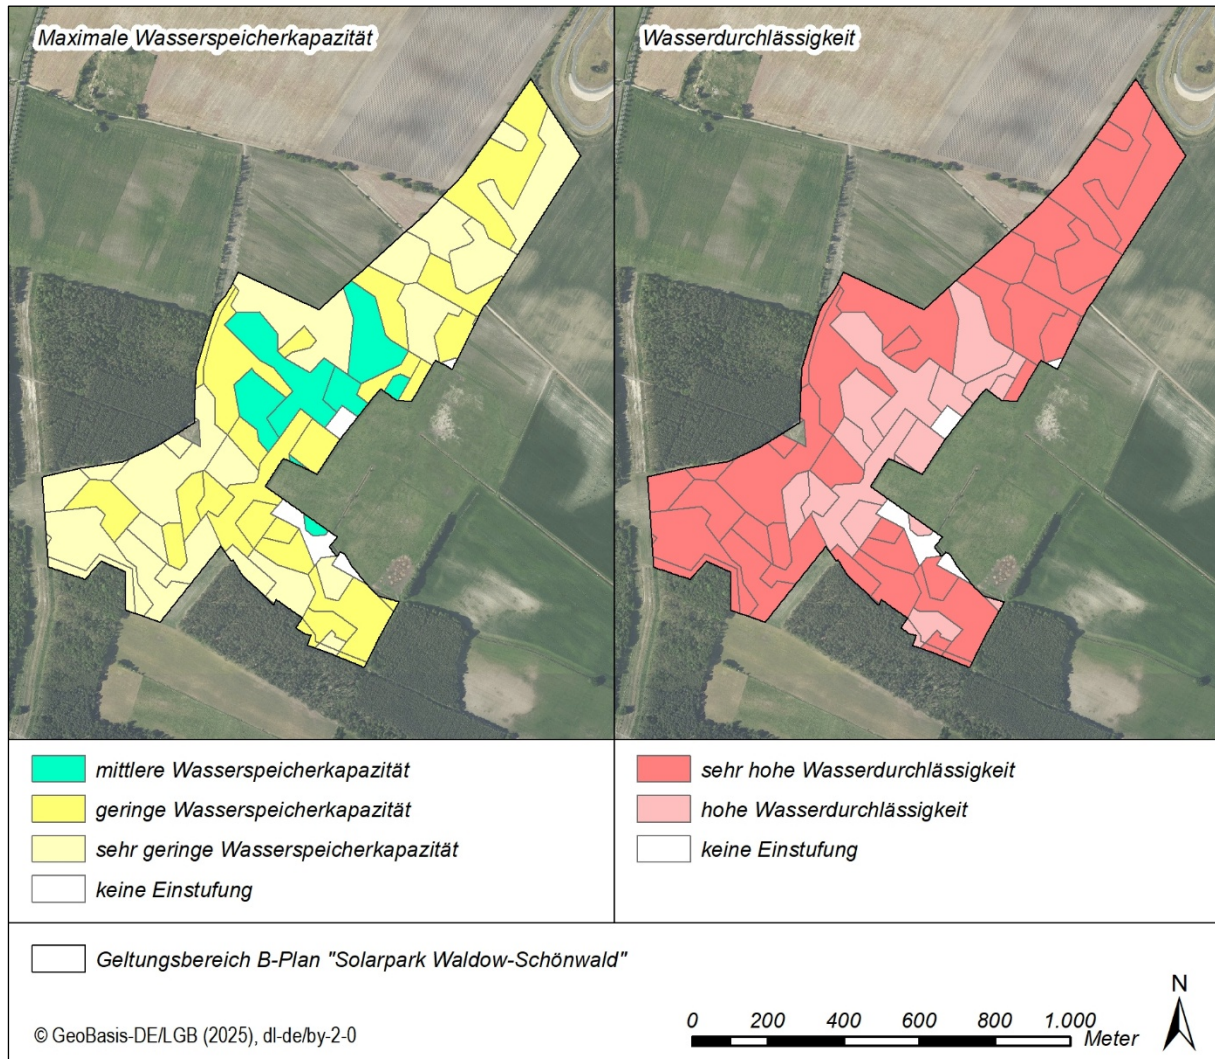 Maximale Wasserspeicherkapazität
Wasserdurchlässigkeit
mittlere Wasserspeicherkapazität
geringe Wasserspeicherkapazität
sehr geringe Wasserspeicherkapazität
keine Einstufung
sehr hohe Wasserdurchlässigkeit
hohe Wasserdurchlässigkeit
keine Einstufung
Geltungsbereich B-Plan "Solarpark Waldow-Schönwald"
© GeoBasis-DE/LGB (2025), dl-de/by-2-0
0 200 400 600 800 1.000
Meter
N